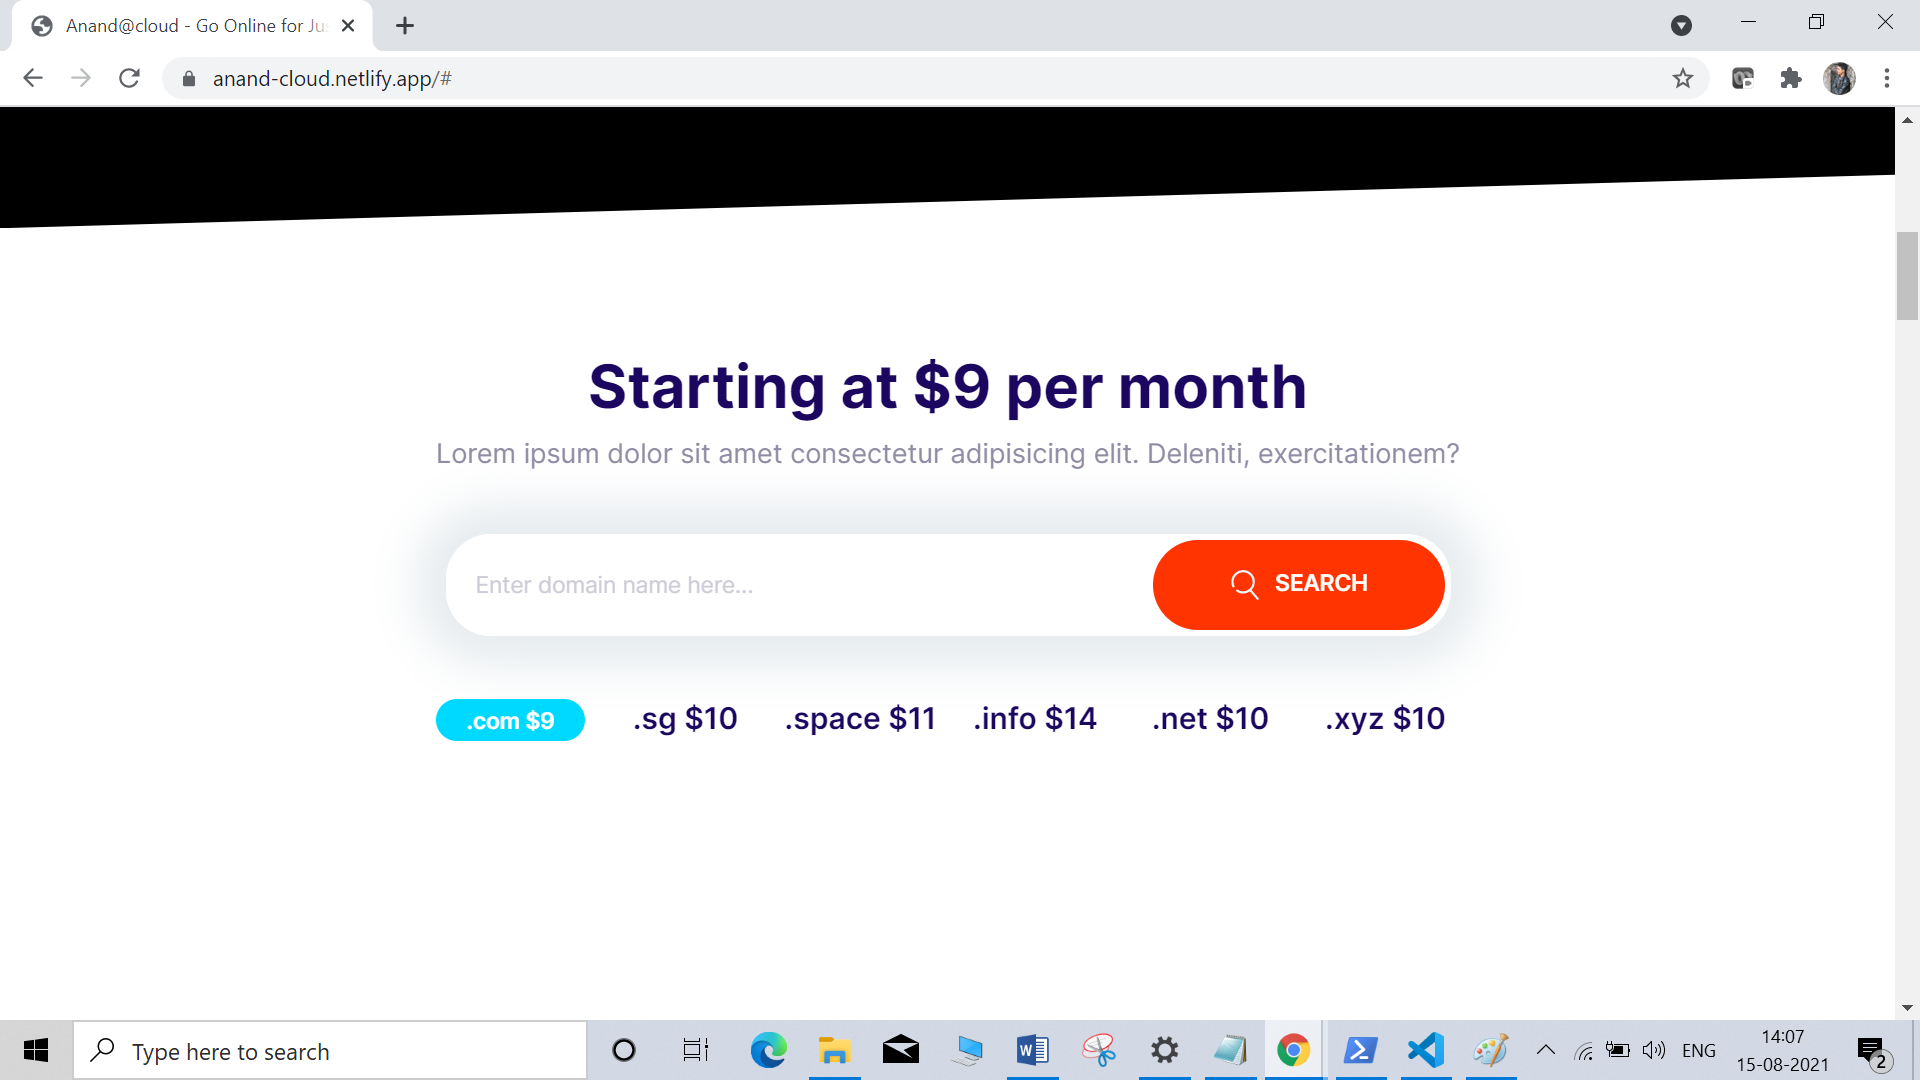 Anand@cloud - Go Online for Jus
anand-cloud.netlify.app/#
Starting at $9 per month
Lorem ipsum dolor sit amet consectetur adipisicing elit. Deleniti, exercitationem?
Enter domain name here...
SEARCH
.com $9 .sg $10 .space $11 .info $14 .net $10 .xyz $10
Type here to search
ENG
14:07
15-08-2021
2